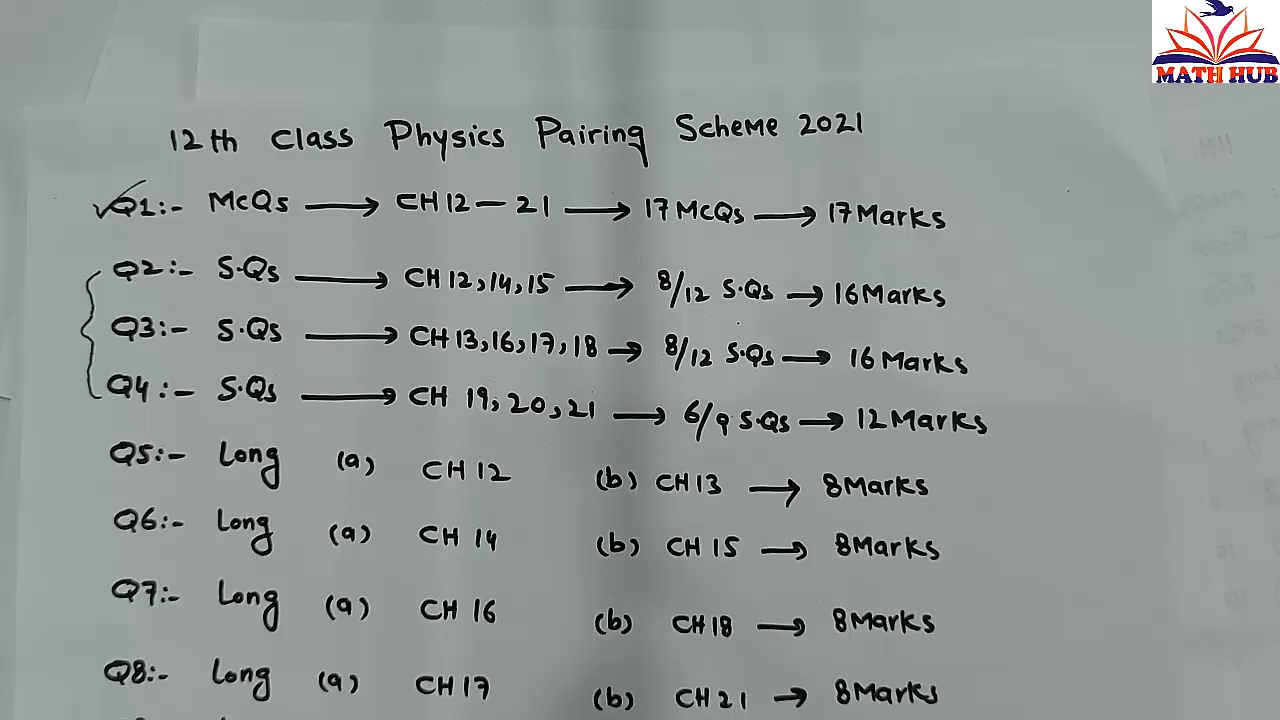 MATH HUB
12th Class Physics Pairing Scheme 2021
Q1:- McQs → CH 12 – 21 → 17 McQs → 17 Marks
Q2:- S.Qs → CH 12,14,15 → 8/12 S.Qs → 16 Marks
Q3:- S.Qs → CH 13,16,17,18 → 8/12 S.Qs → 16 Marks
Q4:- S.Qs → CH 19,20,21 → 6/9 S.Qs → 12 Marks
Q5:- Long (a) CH 12 (b) CH 13 → 8 Marks
Q6:- Long (a) CH 14 (b) CH 15 → 8 Marks
Q7:- Long (a) CH 16 (b) CH 18 → 8 Marks
Q8:- Long (a) CH 17 (b) CH 21 → 8 Marks